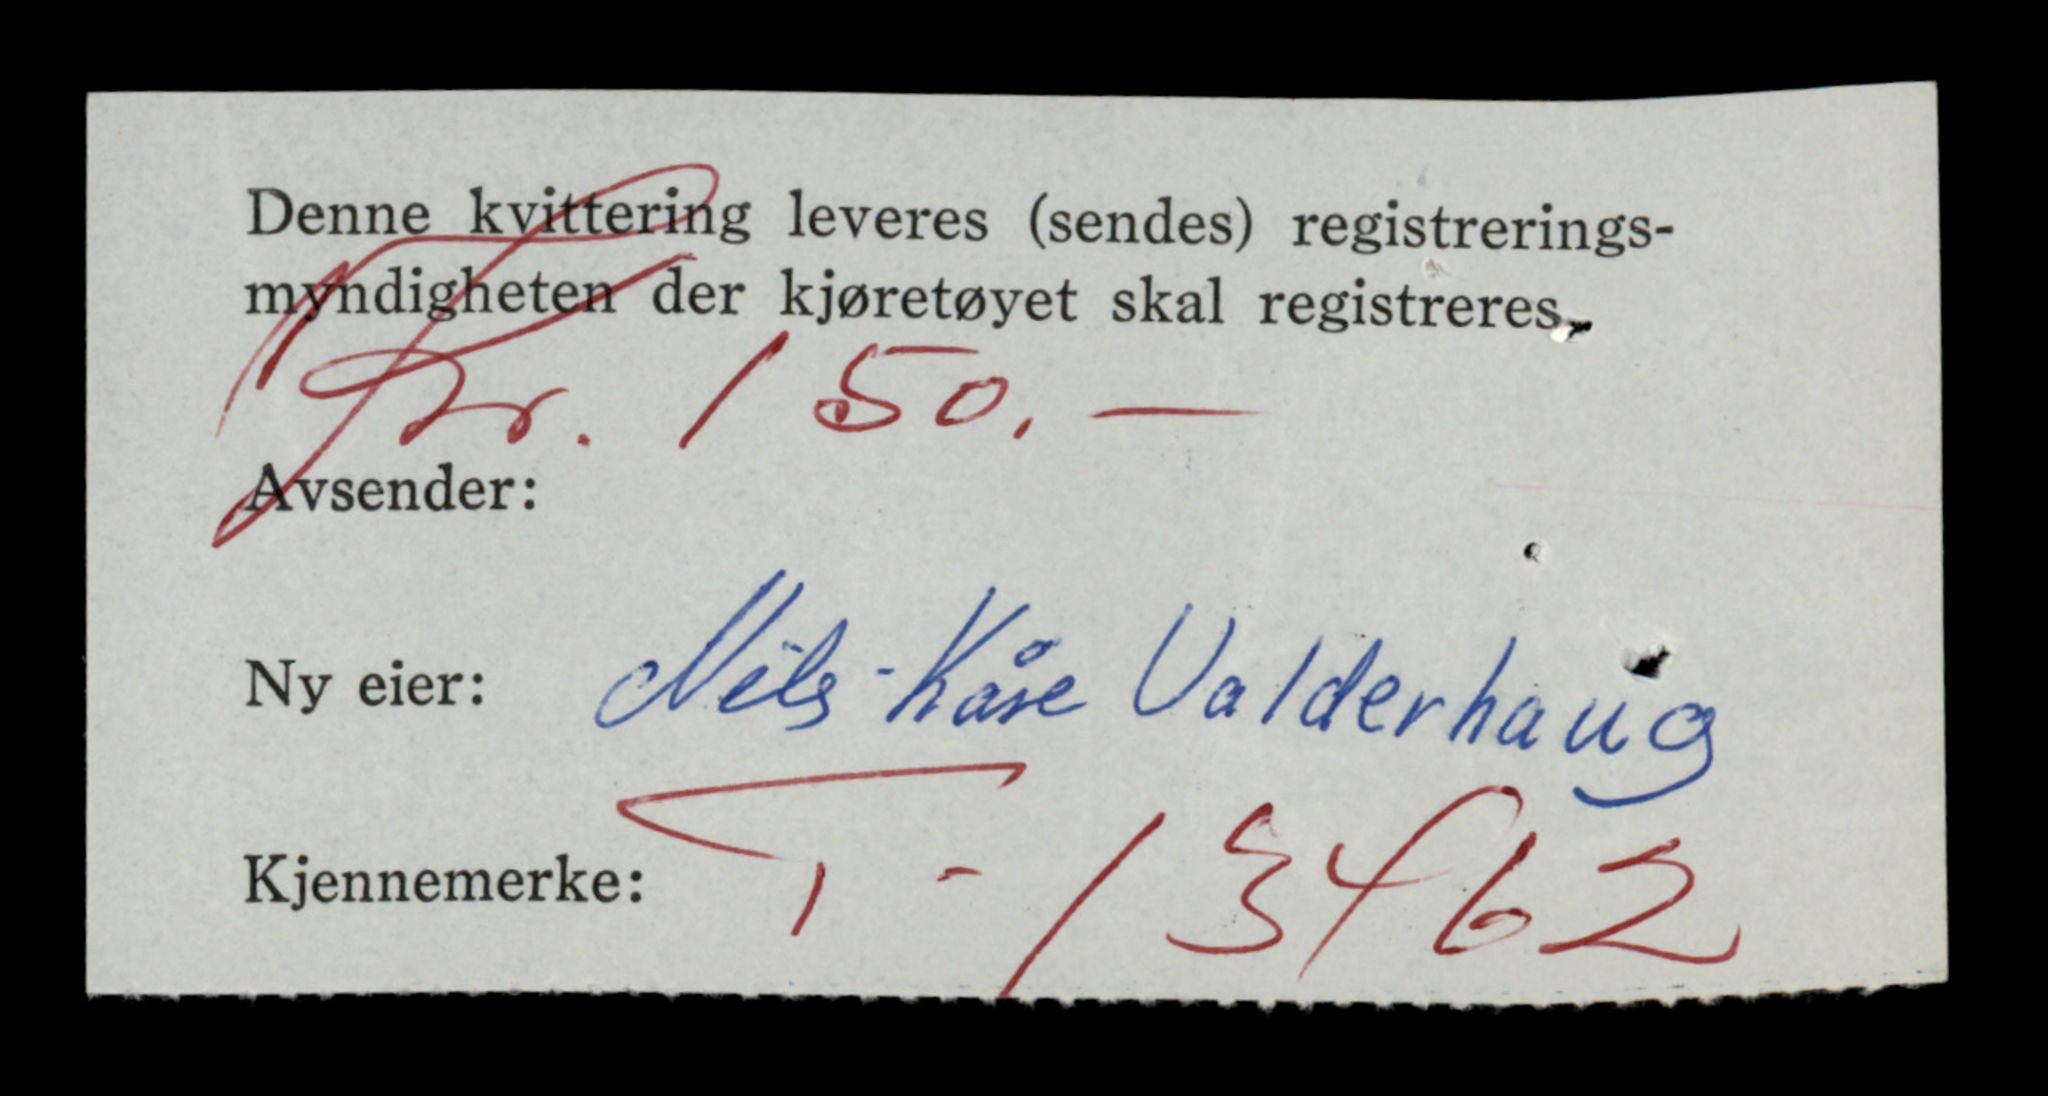 Denne kvittering leveres (sendes) registrerings-
myndigheten der kjøretøyet skal registreres.
Kr. 150.—
Avsender:
Ny eier: Nils-Kåre Valderhaug
Kjennemerke: T-13462